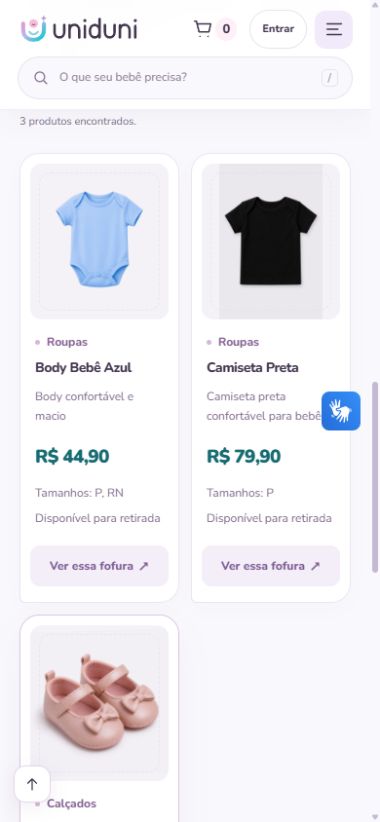 uniduni
0
Entrar
O que seu bebê precisa?
/
3 produtos encontrados.
Roupas
Body Bebê Azul
Body confortável e
macio
R$ 44,90
Tamanhos: P, RN
Disponível para retirada
Ver essa fofura ↗
Roupas
Camiseta Preta
Camiseta preta
confortável para bebê
R$ 79,90
Tamanhos: P
Disponível para retirada
Ver essa fofura ↗
Calçados